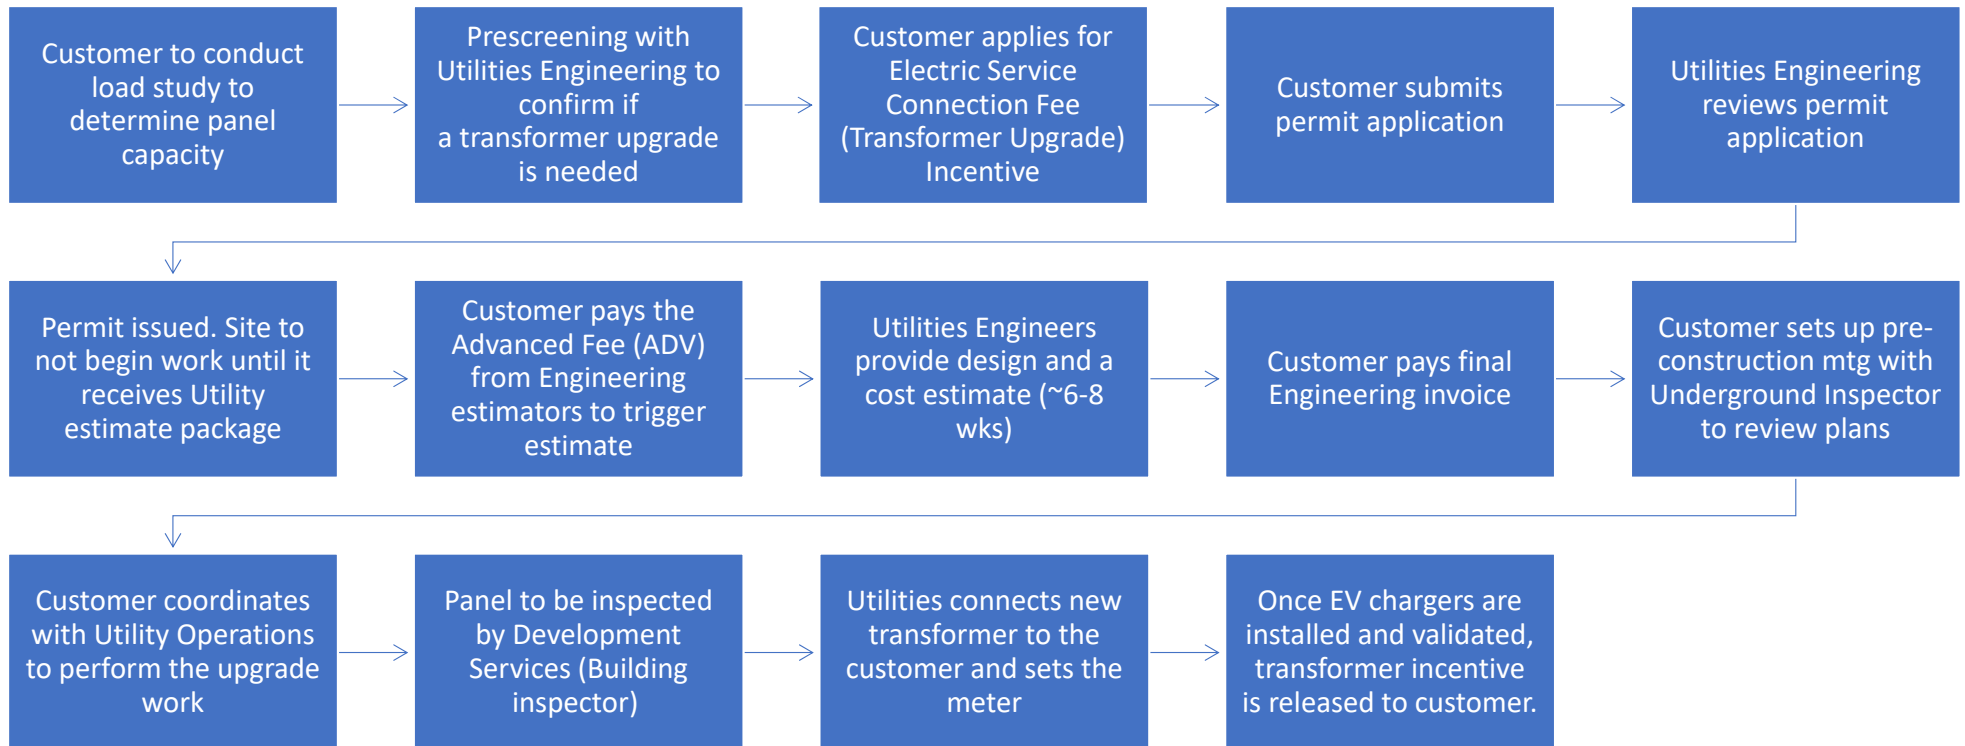 Customer to conduct
load study to
determine panel
capacity
Prescreening with
Utilities Engineering to
confirm if
a transformer upgrade
is needed
Customer applies for
Electric Service
Connection Fee
(Transformer Upgrade)
Incentive
Customer submits
permit application
Utilities Engineering
reviews permit
application
Permit issued. Site to
not begin work until it
receives Utility
estimate package
Customer pays the
Advanced Fee (ADV)
from Engineering
estimators to trigger
estimate
Utilities Engineers
provide design and a
cost estimate (~6-8
wks)
Customer pays final
Engineering invoice
Customer sets up pre-
construction mtg with
Underground Inspector
to review plans
Customer coordinates
with Utility Operations
to perform the upgrade
work
Panel to be inspected
by Development
Services (Building
inspector)
Utilities connects new
transformer to the
customer and sets the
meter
Once EV chargers are
installed and validated,
transformer incentive
is released to customer.